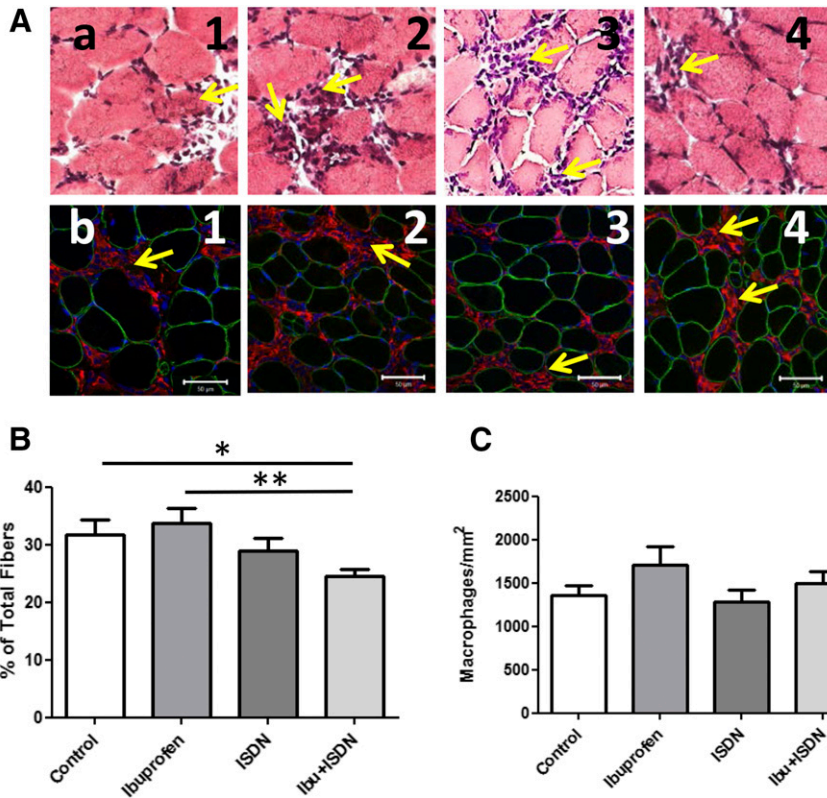 A
a 1
2
3
4
b 1
2
3
4
50 µm
50 µm
50 µm
50 µm
B
*
**
% of Total Fibers
40
30
20
10
0
Control
Ibuprofen
ISDN
Ibu+ISDN
C
Macrophages/mm²
2500
2000
1500
1000
500
0
Control
Ibuprofen
ISDN
Ibu+ISDN